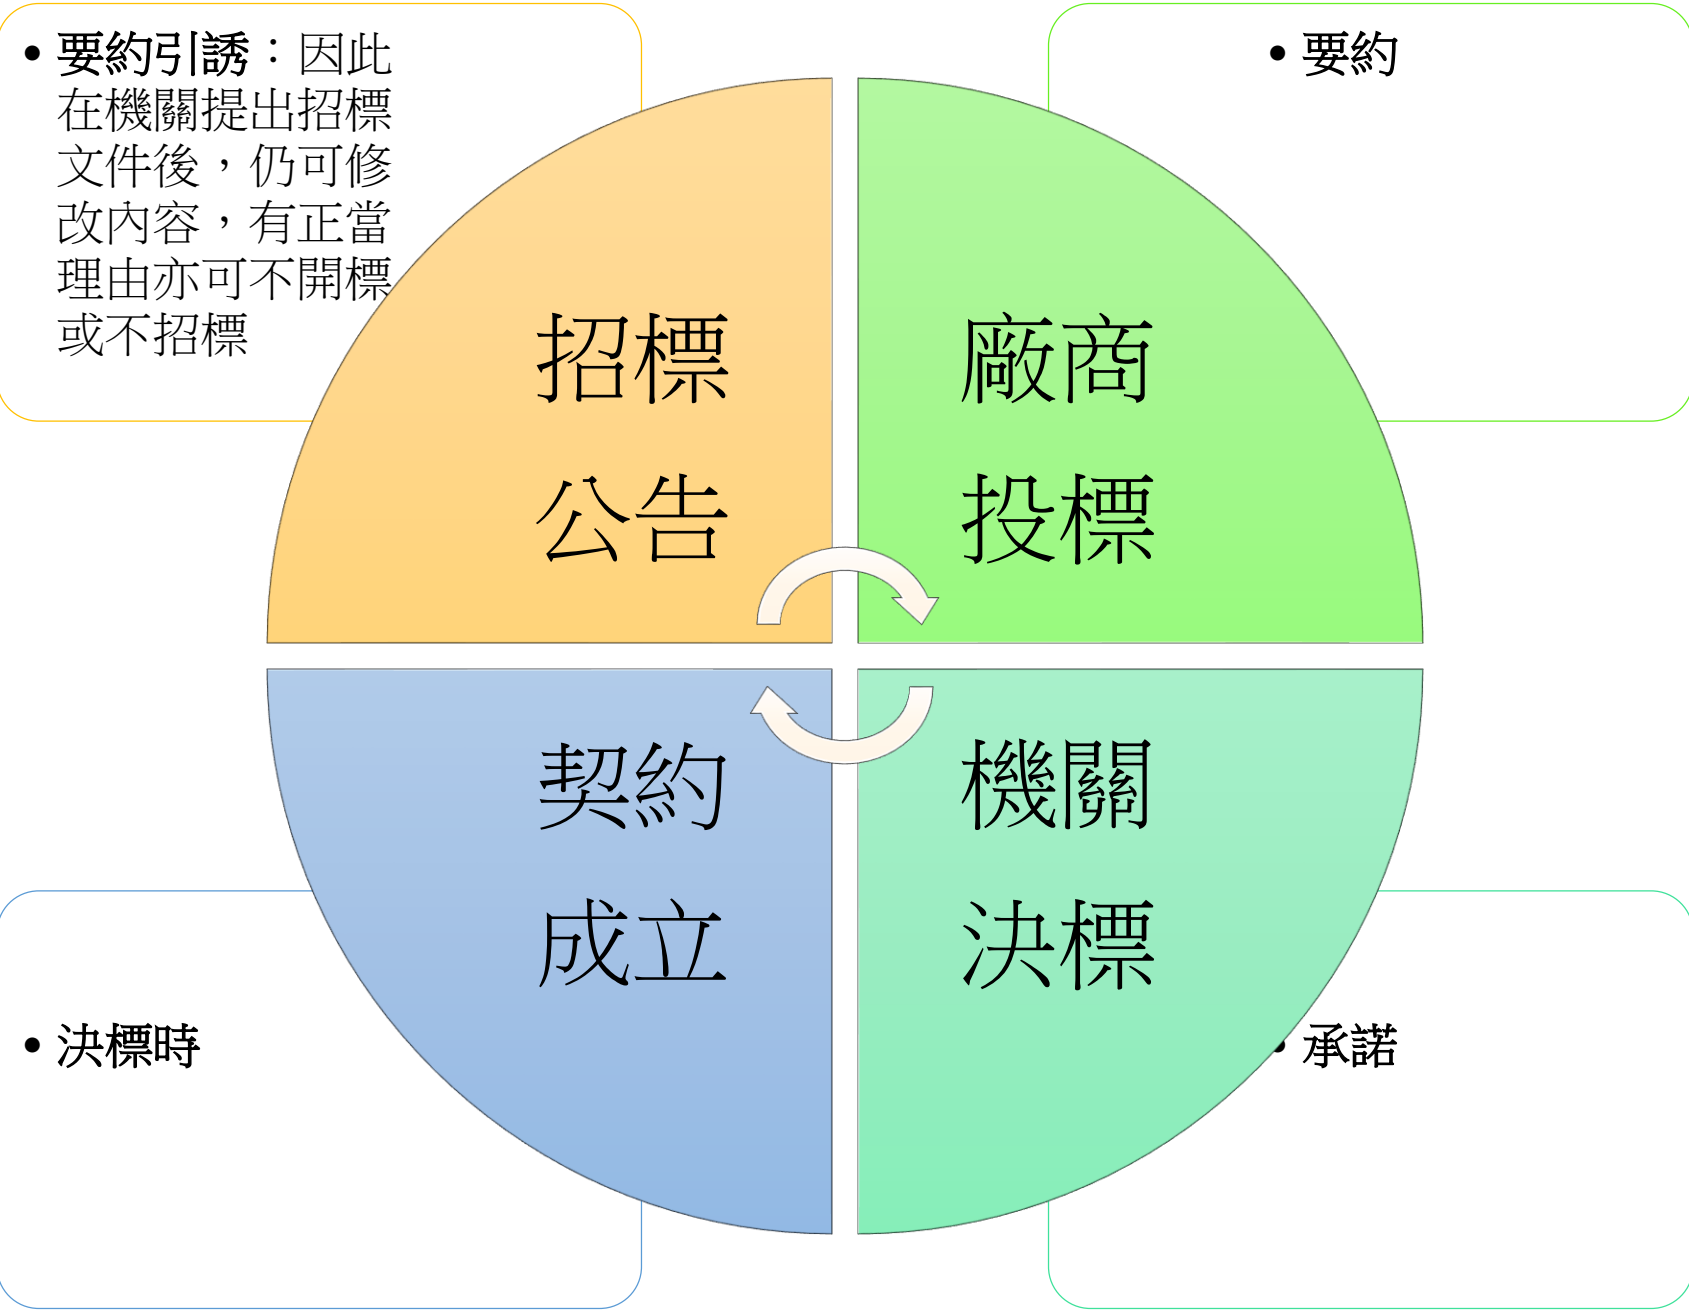 • 要約引誘：因此
在機關提出招標
文件後，仍可修
改內容，有正當
理由亦可不開標
或不招標
• 要約
招標
公告
廠商
投標
契約
成立
機關
決標
• 決標時
• 承諾